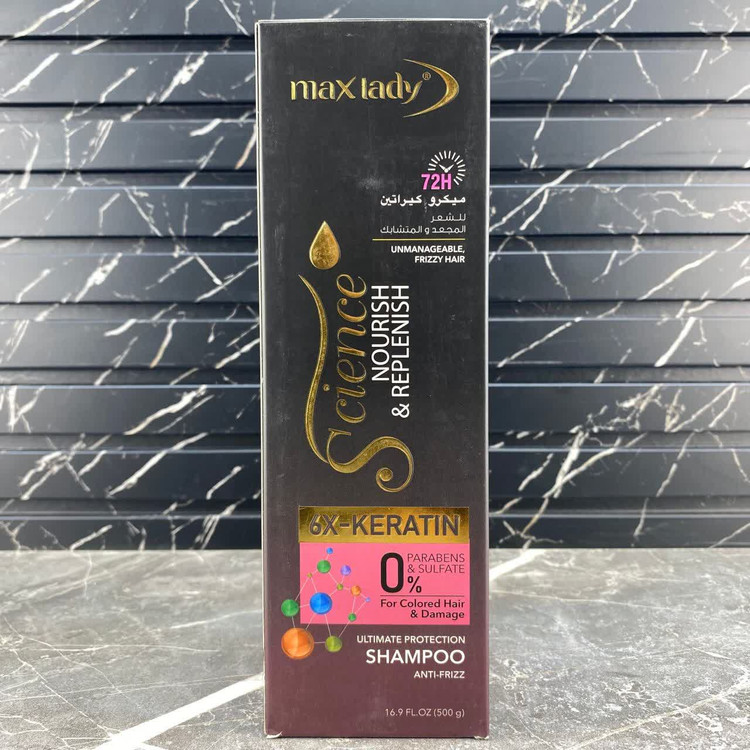 max lady®
72H
ميكرو كيراتين
للشعر
المجعد و المتشابك
UNMANAGEABLE,
FRIZZY HAIR
Science
NOURISH
& REPLENISH
6X-KERATIN
0%
PARABENS
& SULFATE
For Colored Hair
& Damage
ULTIMATE PROTECTION
SHAMPOO
ANTI-FRIZZ
16.9 FL.OZ (500 g)